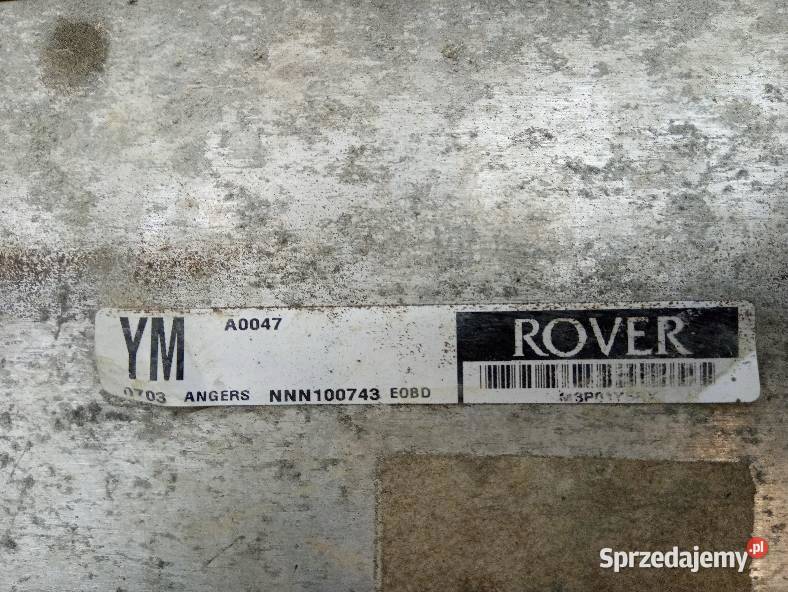 YM
A0047
ROVER
0703 ANGERS NNN100743 EOBD
Sprzedajemy.pl